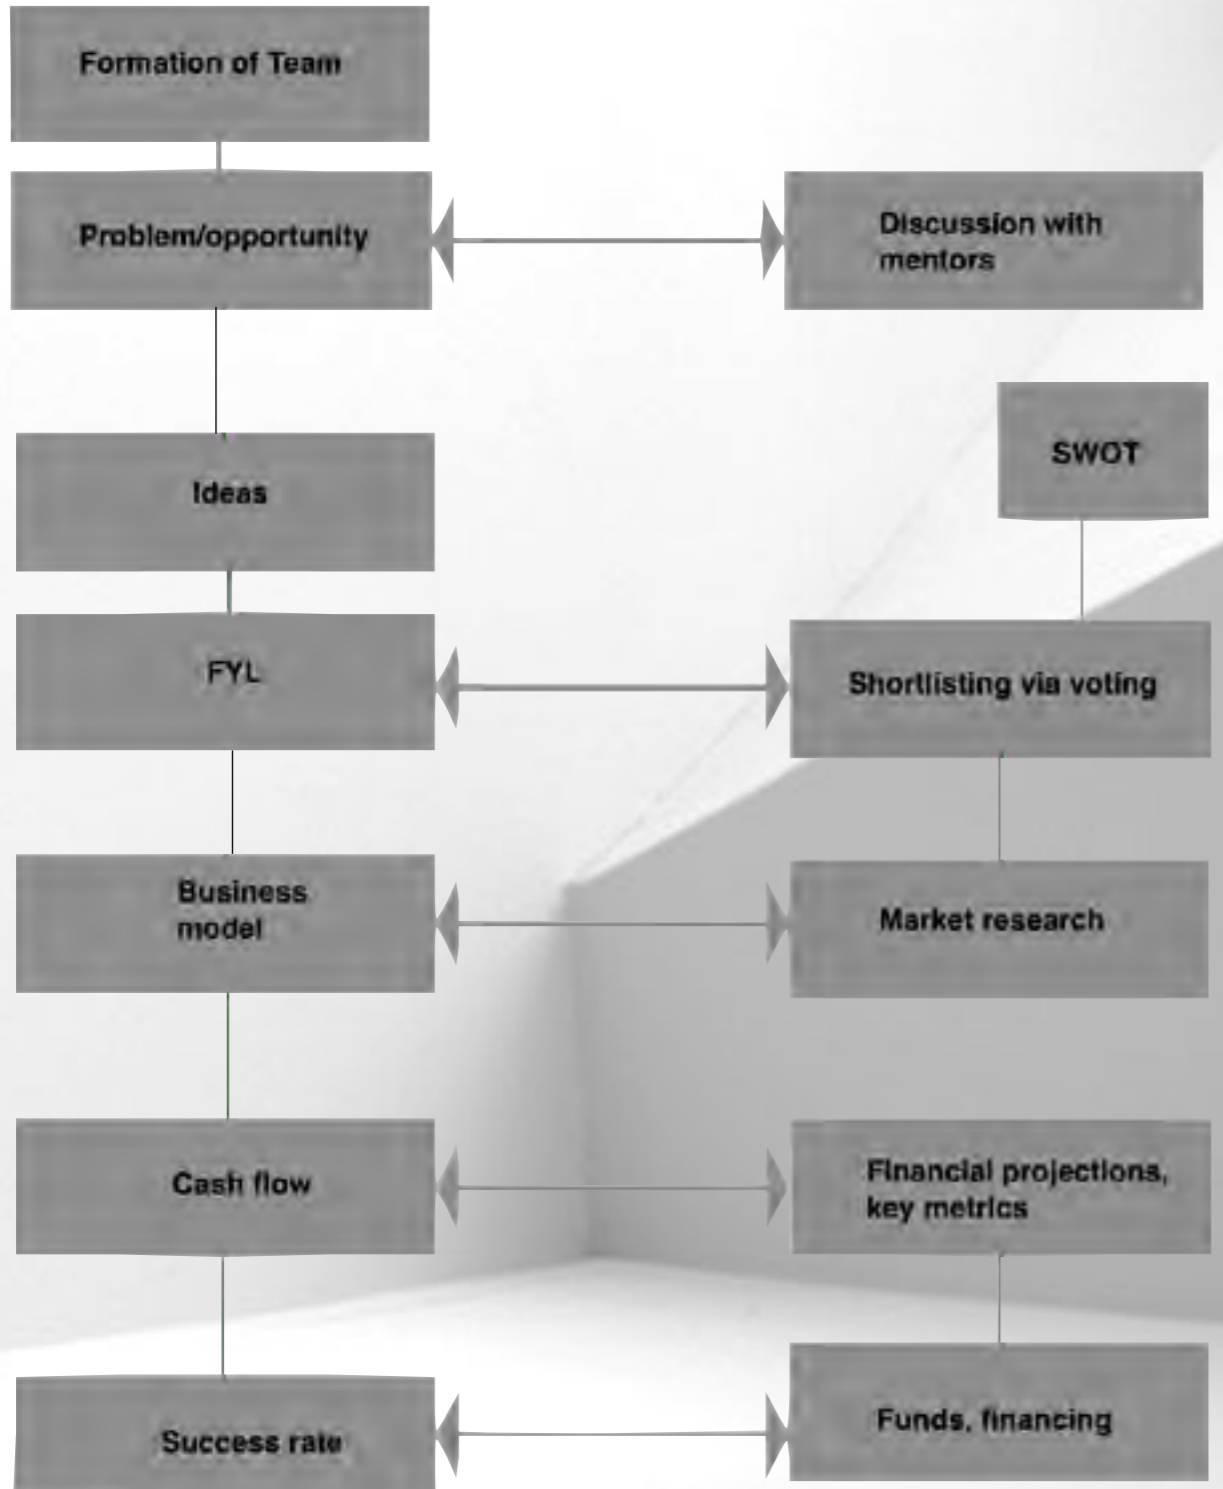 Formation of Team
Problem/opportunity
Discussion with
mentors
Ideas
SWOT
FYL
Shortlisting via voting
Business
model
Market research
Cash flow
Financial projections,
key metrics
Success rate
Funds, financing